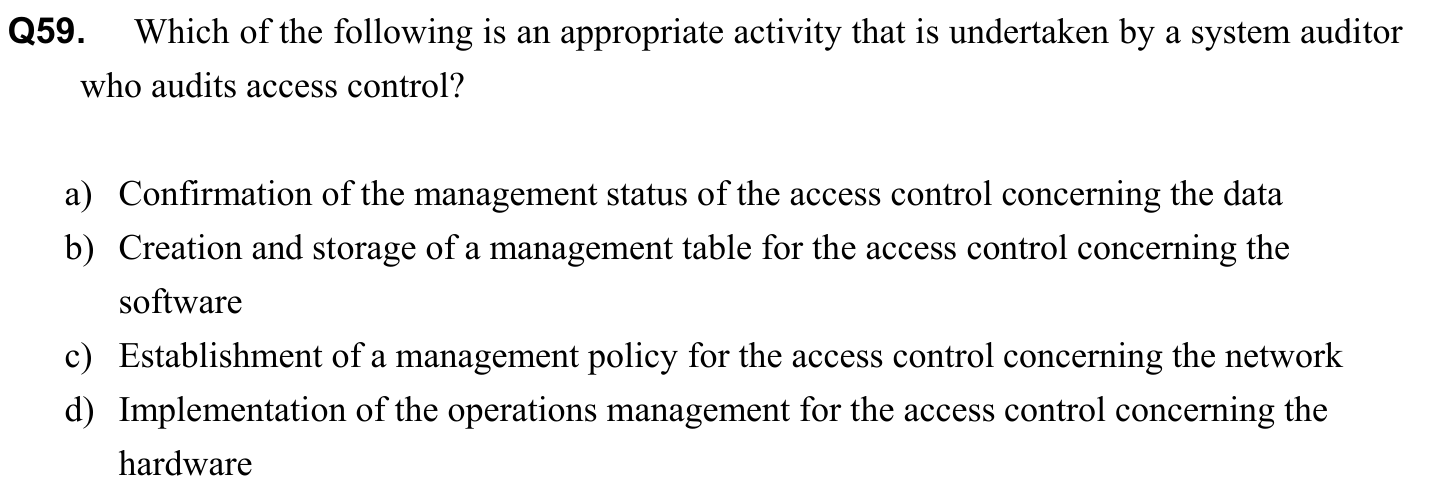 Q59. Which of the following is an appropriate activity that is undertaken by a system auditor
who audits access control?
a) Confirmation of the management status of the access control concerning the data
b) Creation and storage of a management table for the access control concerning the
software
c) Establishment of a management policy for the access control concerning the network
d) Implementation of the operations management for the access control concerning the
hardware